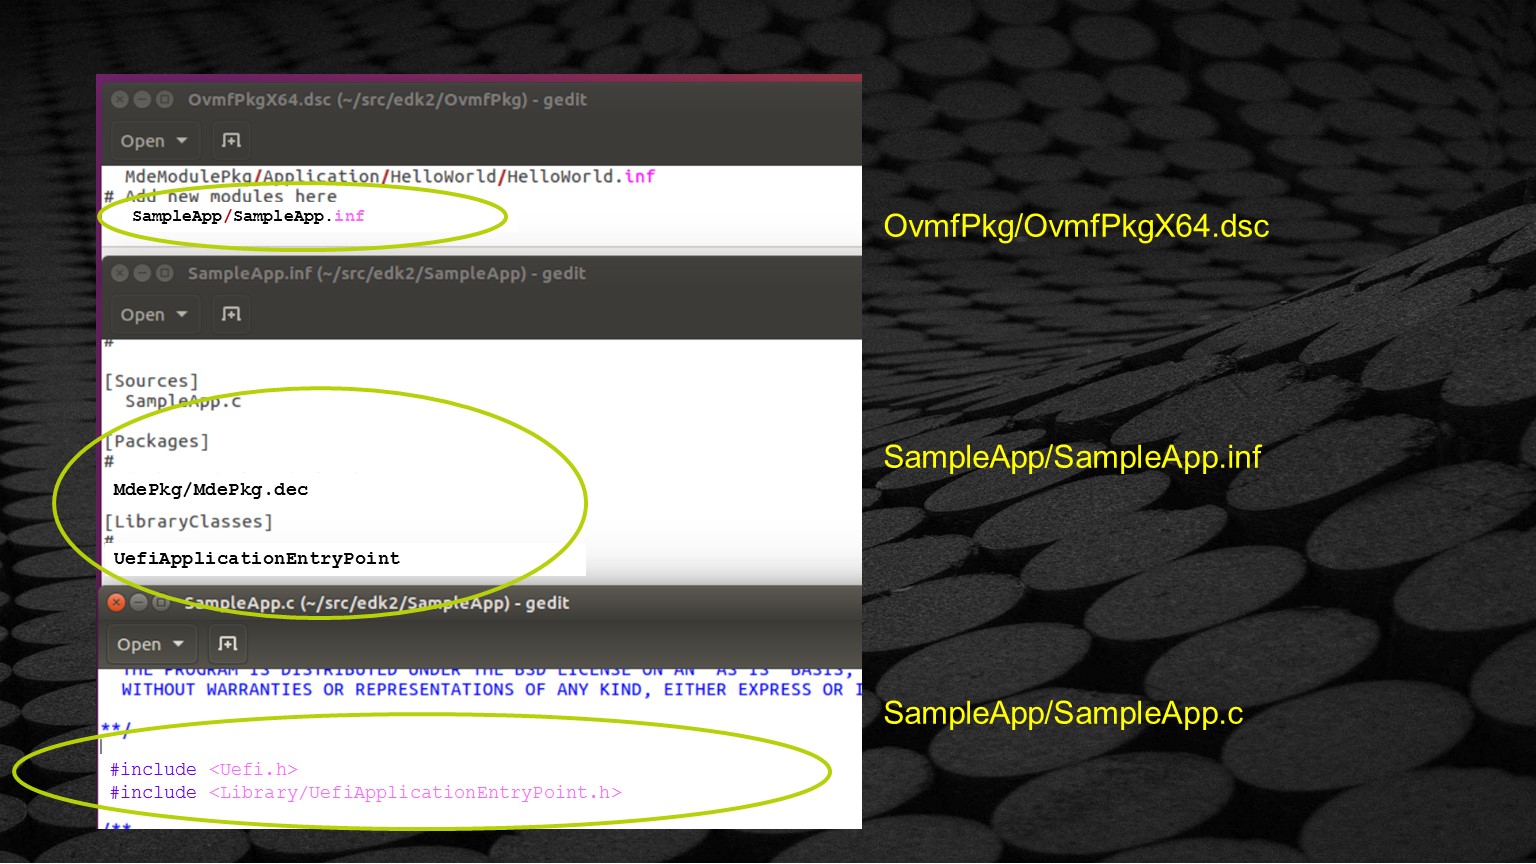 OvmfPkgX64.dsc (~/src/edk2/OvmfPkg) - gedit
Open
MdeModulePkg/Application/HelloWorld/HelloWorld.inf
# Add new modules here
SampleApp/SampleApp.inf
OvmfPkg/OvmfPkgX64.dsc
SampleApp.inf (~/src/edk2/SampleApp) - gedit
Open
#
[Sources]
SampleApp.c
[Packages]
#
MdePkg/MdePkg.dec
[LibraryClasses]
#
UefiApplicationEntryPoint
SampleApp/SampleApp.inf
SampleApp.c (~/src/edk2/SampleApp) - gedit
Open
THE PROGRAM IS DISTRIBUTED UNDER THE BSD LICENSE ON AN "AS IS" BASIS,
WITHOUT WARRANTIES OR REPRESENTATIONS OF ANY KIND, EITHER EXPRESS OR I
**/
#include <Uefi.h>
#include <Library/UefiApplicationEntryPoint.h>
/**
SampleApp/SampleApp.c